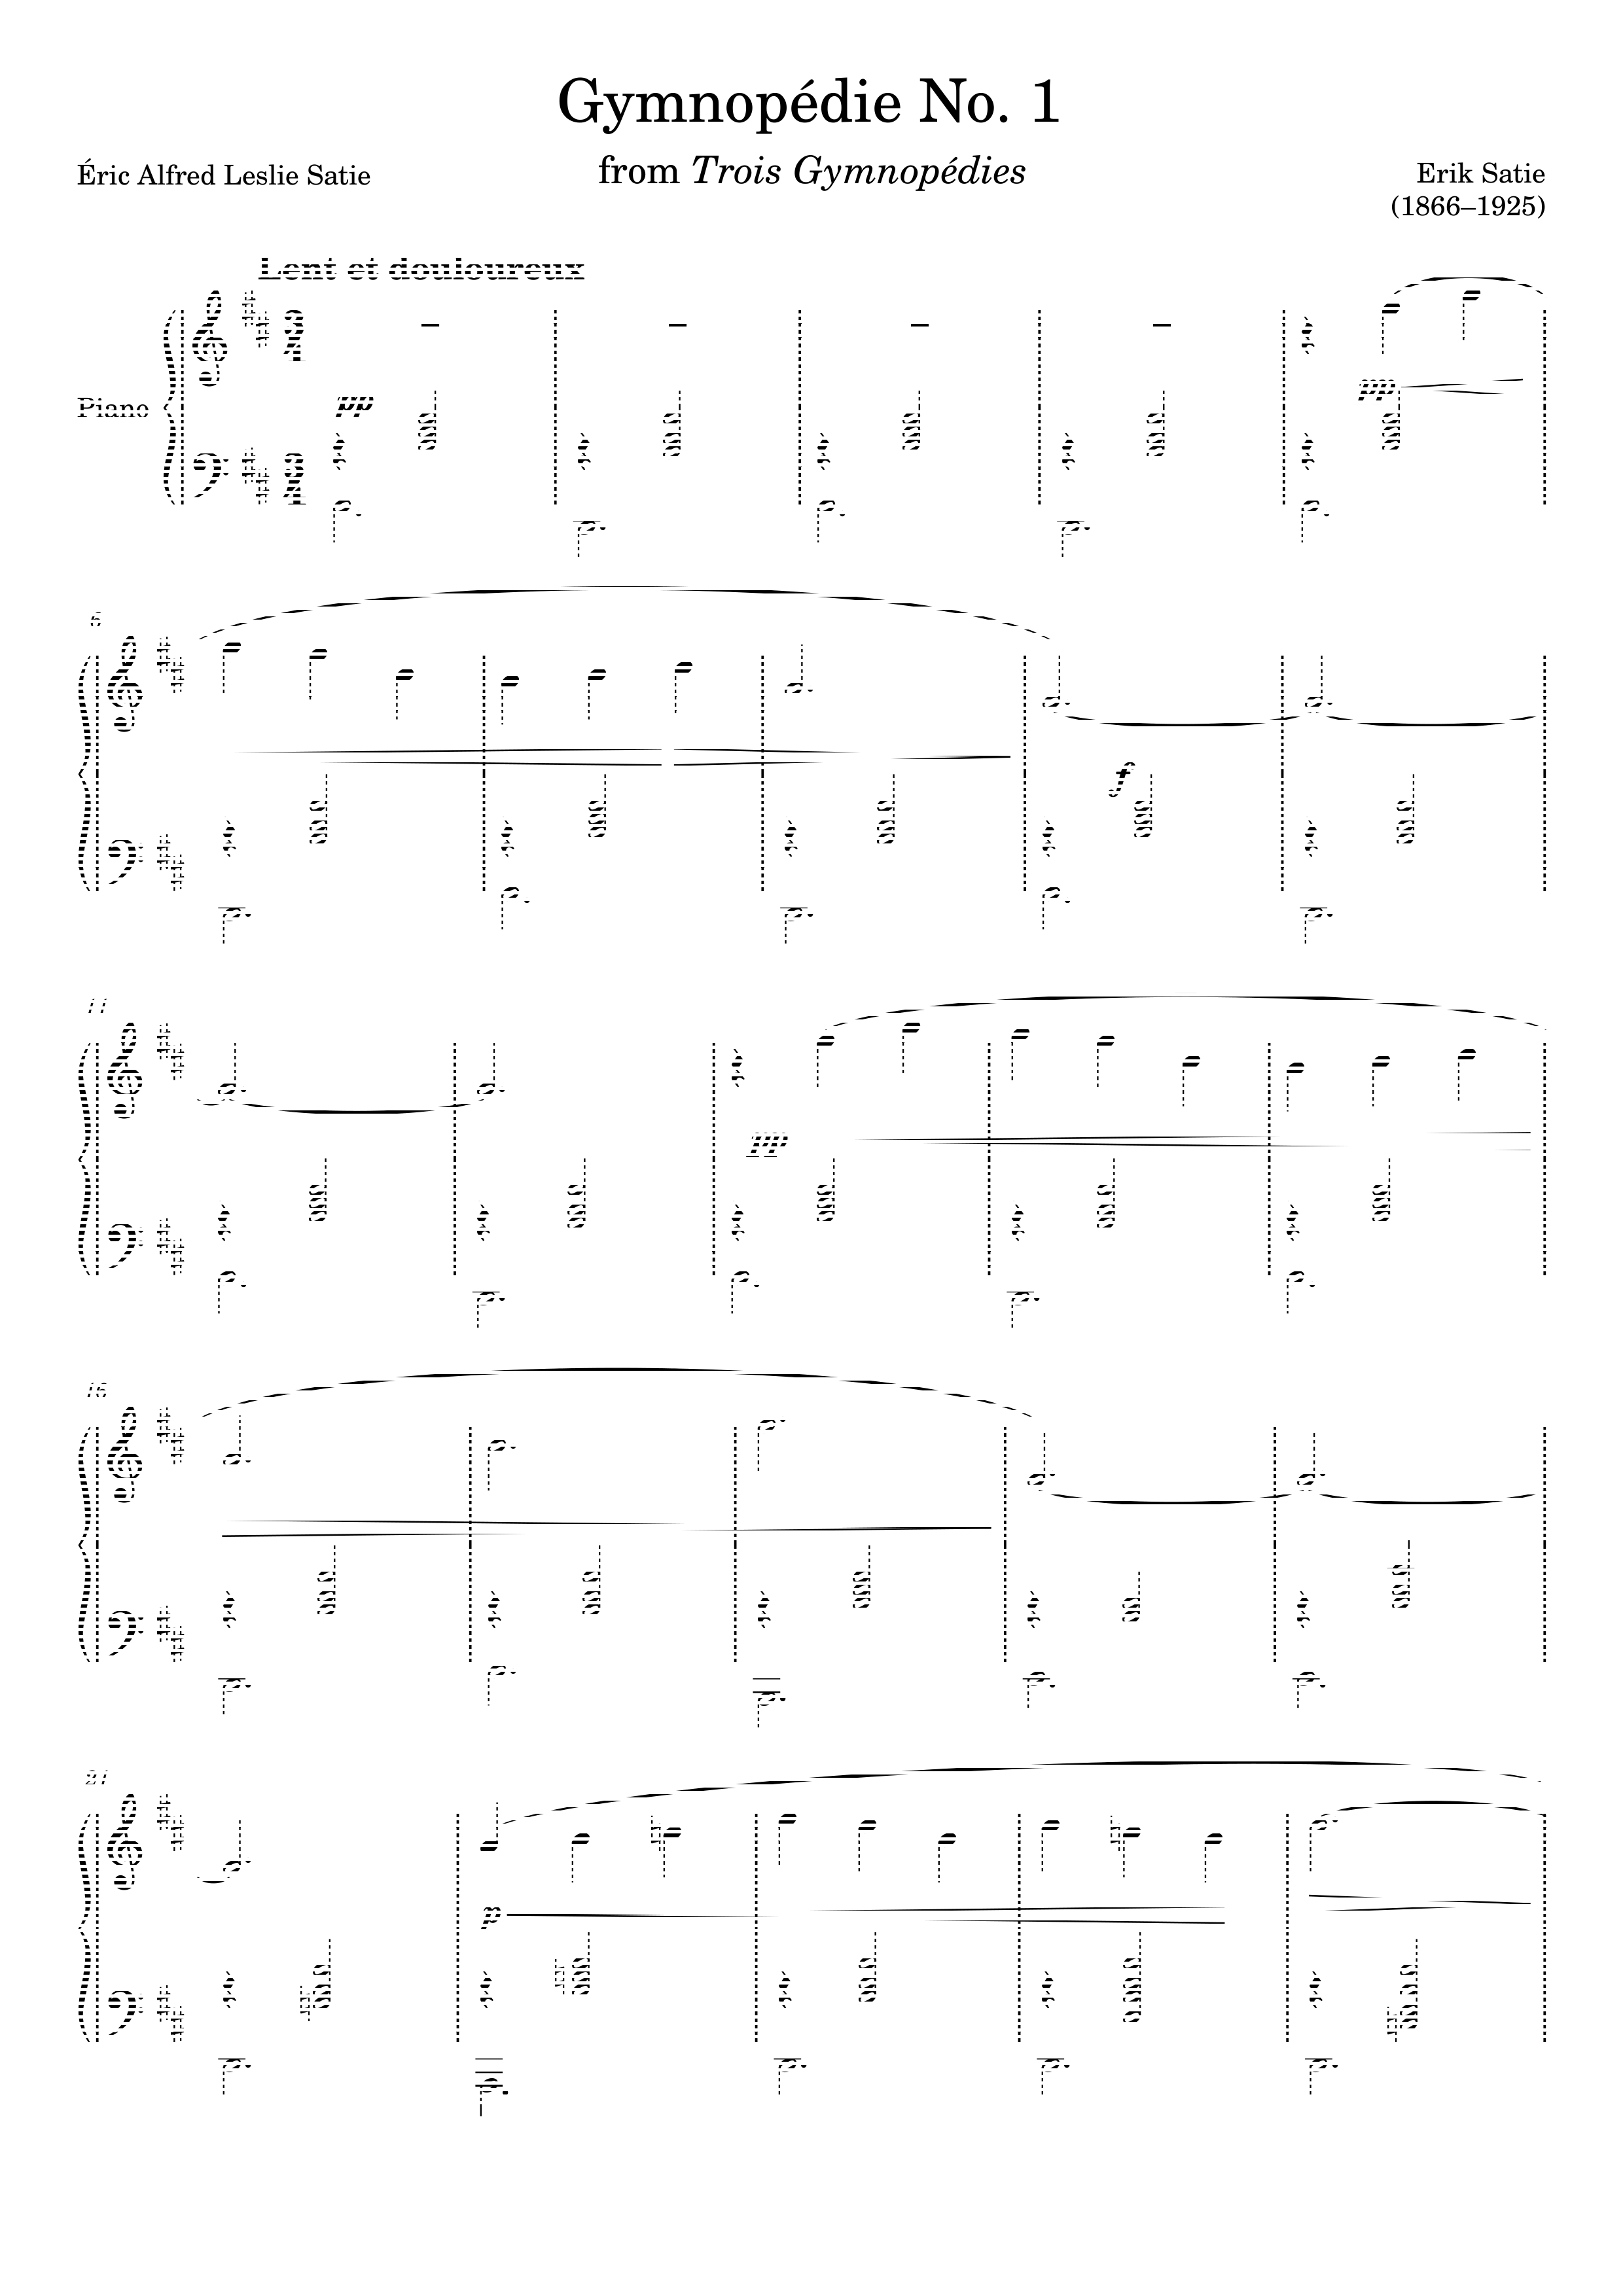 Gymnopédie No. 1
from Trois Gymnopédies
Éric Alfred Leslie Satie
Erik Satie
(1866–1925)
Lent et douloureux
Piano
pp
pp
6
f
11
pp
16
21
p